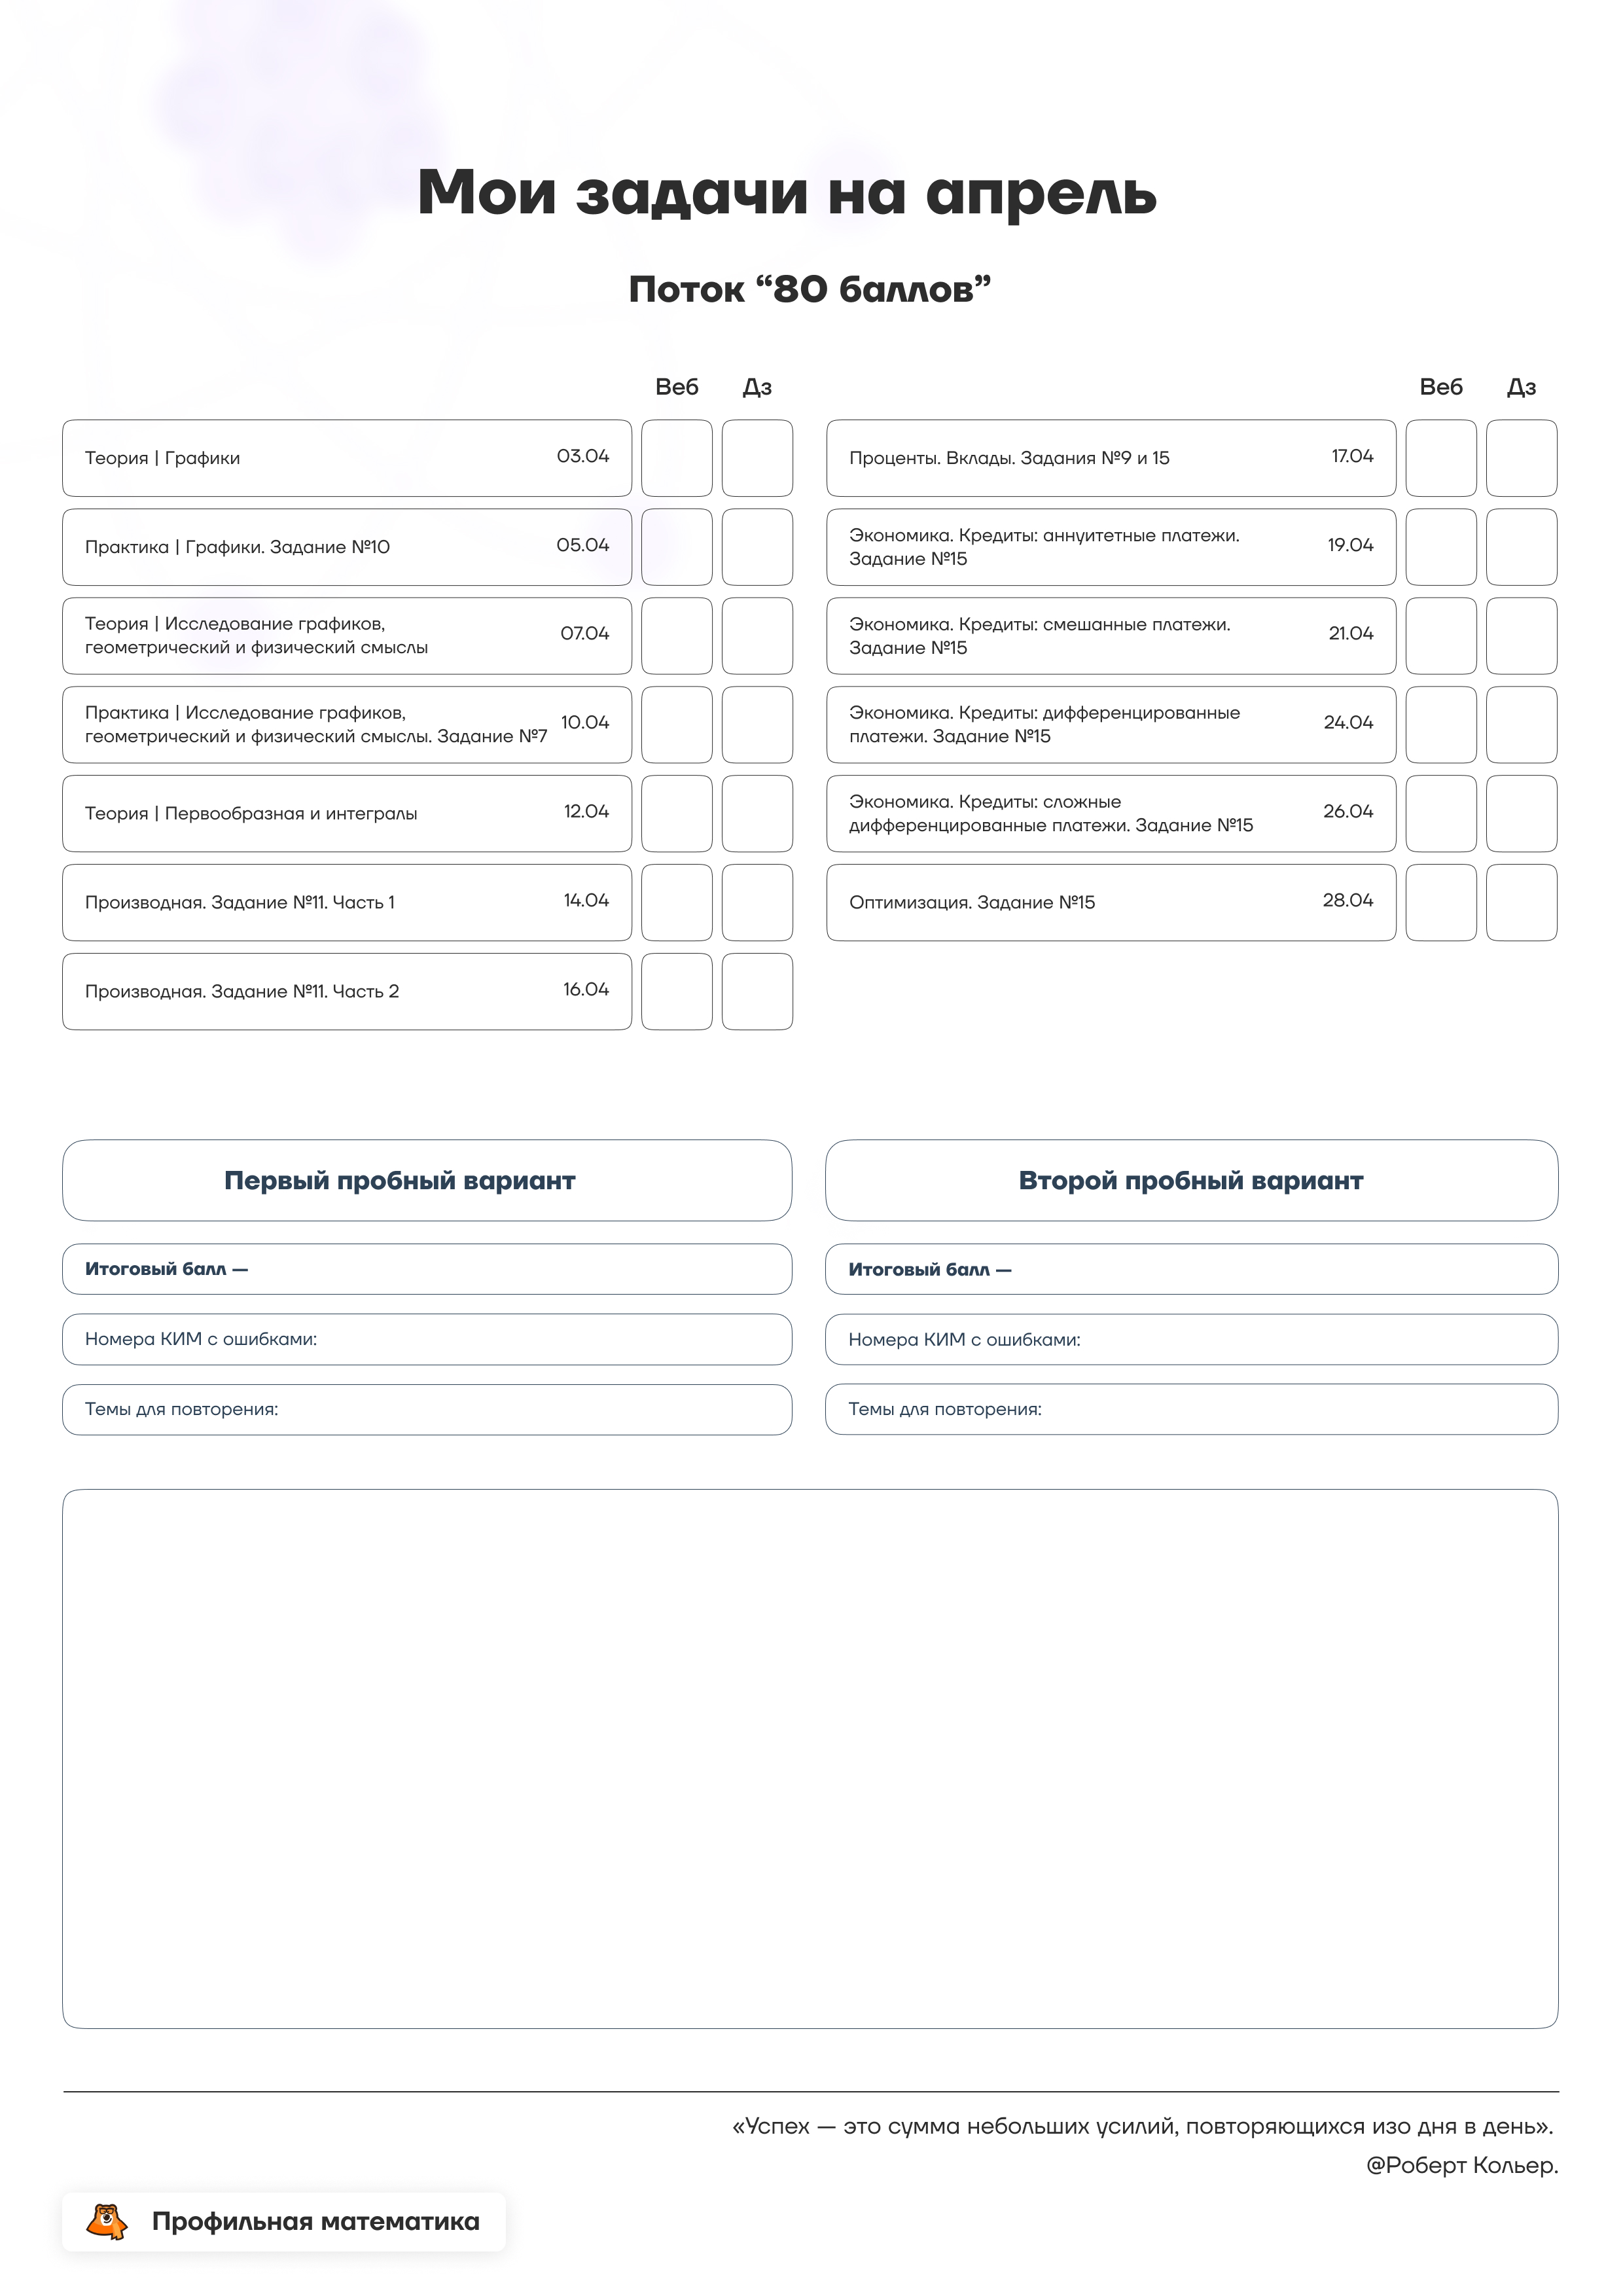 Мои задачи на апрель
Поток “80 баллов”
Веб Дз
Теория | Графики 03.04
Практика | Графики. Задание №10 05.04
Теория | Исследование графиков,
геометрический и физический смыслы 07.04
Практика | Исследование графиков,
геометрический и физический смыслы. Задание №7 10.04
Теория | Первообразная и интегралы 12.04
Производная. Задание №11. Часть 1 14.04
Производная. Задание №11. Часть 2 16.04
Веб Дз
Проценты. Вклады. Задания №9 и 15 17.04
Экономика. Кредиты: аннуитетные платежи.
Задание №15 19.04
Экономика. Кредиты: смешанные платежи.
Задание №15 21.04
Экономика. Кредиты: дифференцированные
платежи. Задание №15 24.04
Экономика. Кредиты: сложные
дифференцированные платежи. Задание №15 26.04
Оптимизация. Задание №15 28.04
Первый пробный вариант
Итоговый балл —
Номера КИМ с ошибками:
Темы для повторения:
Второй пробный вариант
Итоговый балл —
Номера КИМ с ошибками:
Темы для повторения:
«Успех — это сумма небольших усилий, повторяющихся изо дня в день».
@Роберт Кольер.
Профильная математика